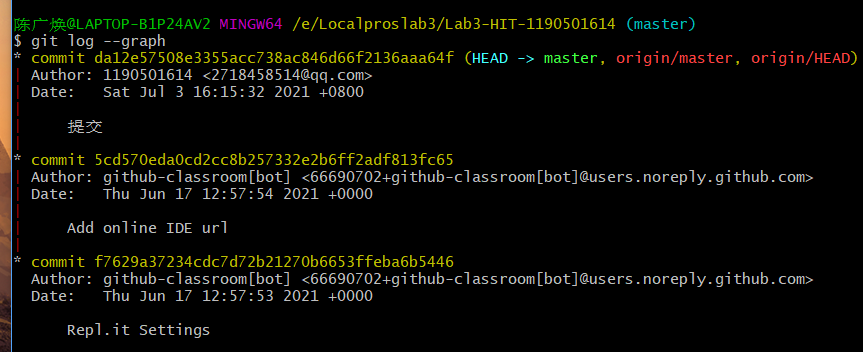 陈广焕@LAPTOP-B1P24AV2 MINGW64 /e/Localproslab3/Lab3-HIT-1190501614 (master)
$ git log --graph
* commit da12e57508e3355acc738ac846d66f2136aaa64f (HEAD -> master, origin/master, origin/HEAD)
| Author: 1190501614 <2718458514@qq.com>
| Date:   Sat Jul 3 16:15:32 2021 +0800
|
|     提交
|
* commit 5cd570eda0cd2cc8b257332e2b6ff2adf813fc65
| Author: github-classroom[bot] <66690702+github-classroom[bot]@users.noreply.github.com>
| Date:   Thu Jun 17 12:57:54 2021 +0000
|
|     Add online IDE url
|
* commit f7629a37234cdc7d72b21270b6653ffeba6b5446
  Author: github-classroom[bot] <66690702+github-classroom[bot]@users.noreply.github.com>
  Date:   Thu Jun 17 12:57:53 2021 +0000
      Repl.it Settings